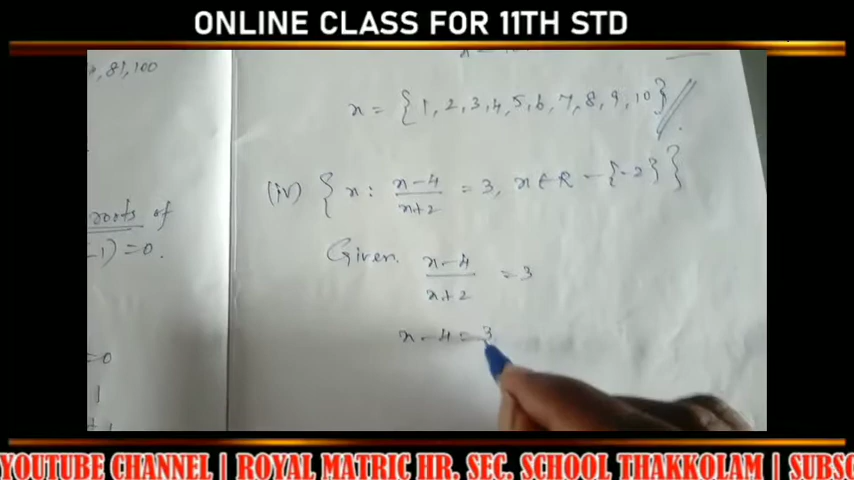 ONLINE CLASS FOR 11TH STD
, 81, 100
x = {1, 2, 3, 4, 5, 6, 7, 8, 9, 10}
(iv) { x : x-4/x+2 = 3, x ∈ R - {-2} }
roots of
-1) = 0.
Given x-4/x+2 = 3
x - 4 = 3
= 0
YOUTUBE CHANNEL | ROYAL MATRIC HR. SEC. SCHOOL THAKKOLAM | SUBSC